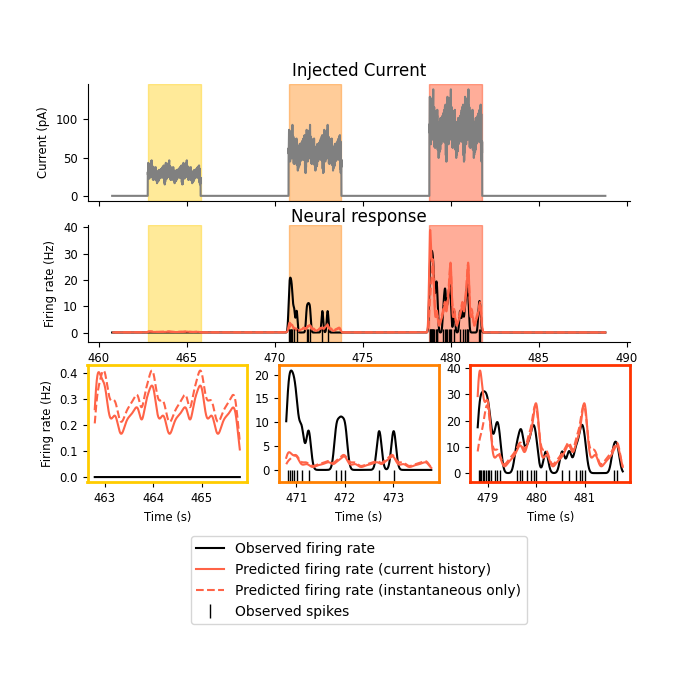 Injected Current
Current (pA)
100
50
0
Neural response
Firing rate (Hz)
40
30
20
10
0
460 465 470 475 480 485 490
Firing rate (Hz)
0.4
0.3
0.2
0.1
0.0
463 464 465
Time (s)
20
15
10
5
0
471 472 473
Time (s)
40
30
20
10
0
479 480 481
Time (s)
Observed firing rate
Predicted firing rate (current history)
Predicted firing rate (instantaneous only)
Observed spikes